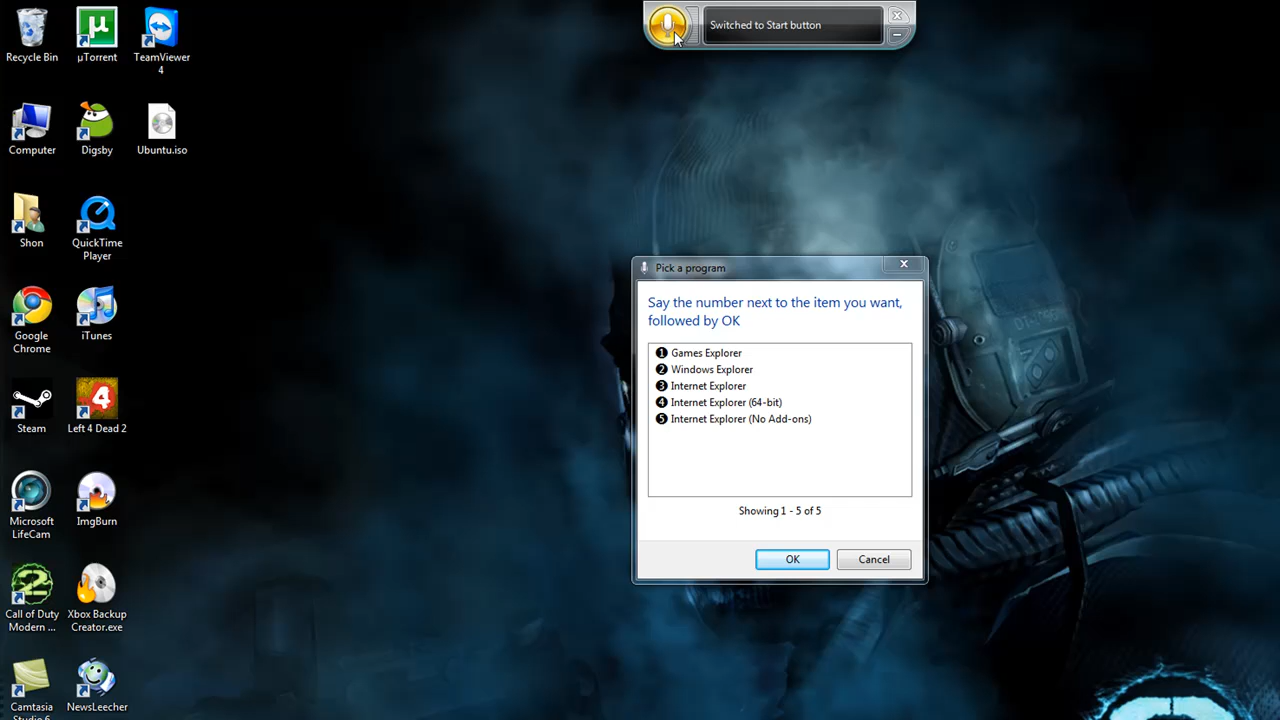 Switched to Start button
Recycle Bin
µTorrent
TeamViewer
4
Computer
Digsby
Ubuntu.iso
Shon
QuickTime
Player
Google
Chrome
iTunes
Steam
Left 4 Dead 2
Microsoft
LifeCam
ImgBurn
Call of Duty
Modern ...
Xbox Backup
Creator.exe
Camtasia
Studio 6
NewsLeecher
Pick a program
Say the number next to the item you want,
followed by OK
1 Games Explorer
2 Windows Explorer
3 Internet Explorer
4 Internet Explorer (64-bit)
5 Internet Explorer (No Add-ons)
Showing 1 - 5 of 5
OK
Cancel